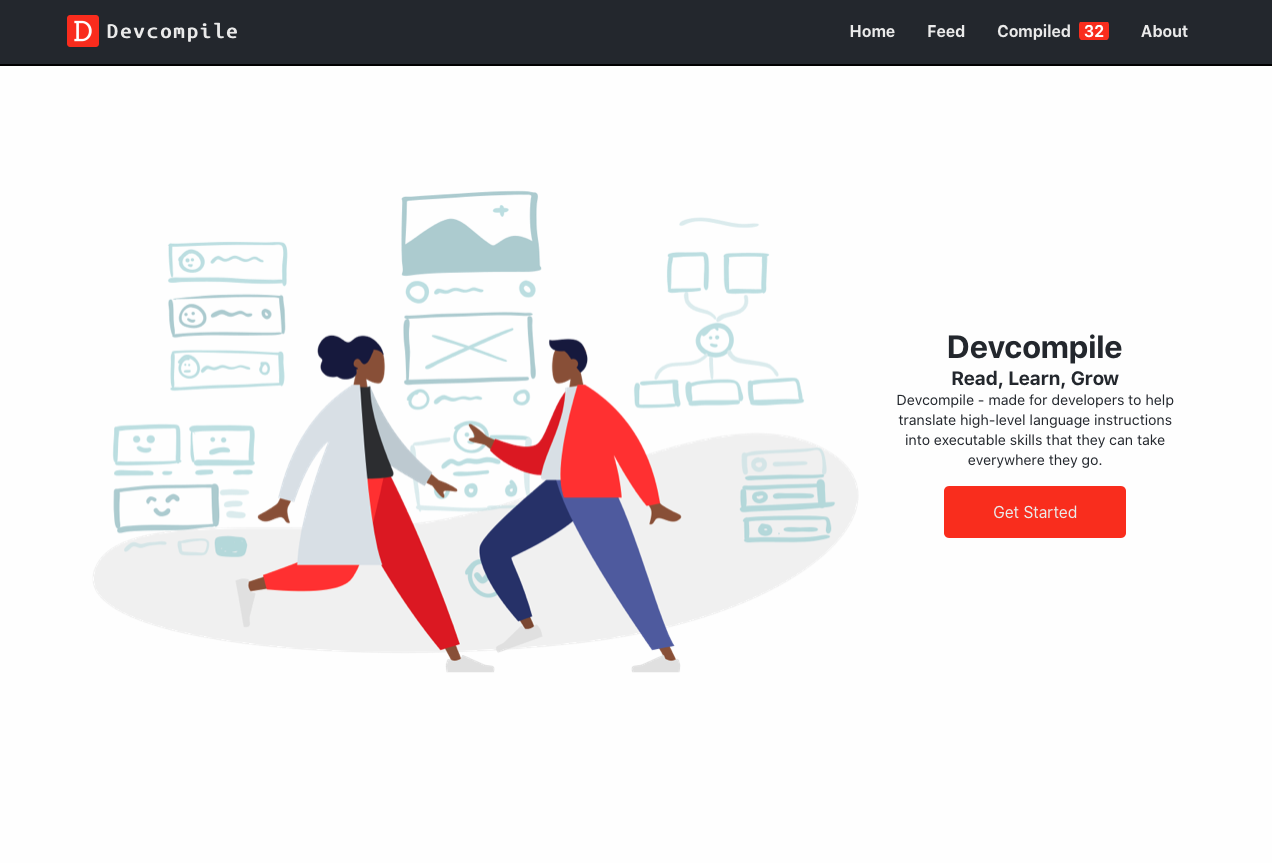 D Devcompile
Home Feed Compiled 32 About
Devcompile
Read, Learn, Grow
Devcompile - made for developers to help
translate high-level language instructions
into executable skills that they can take
everywhere they go.
Get Started